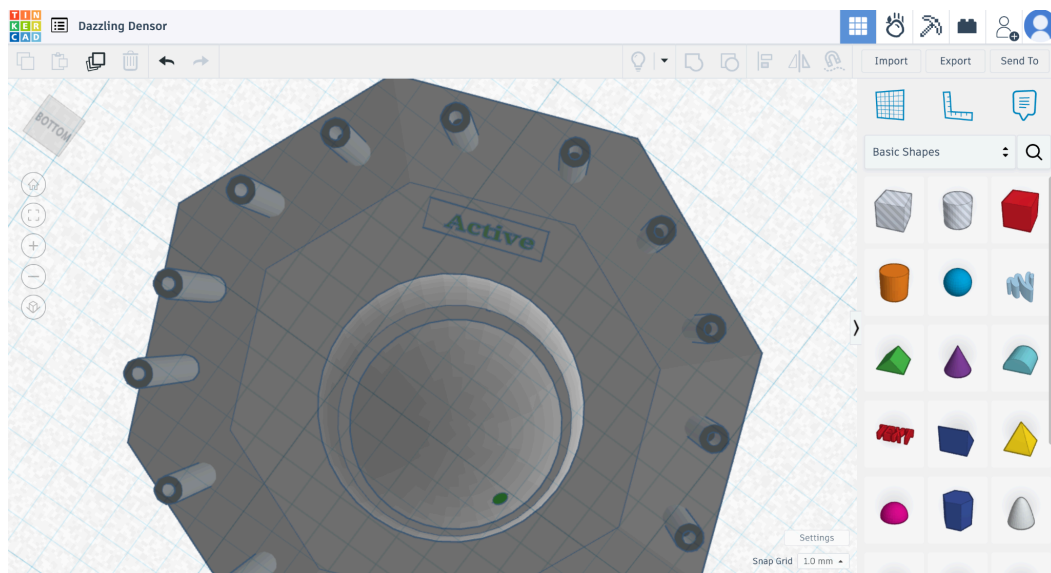 TIN
KER
CAD
Dazzling Densor
Import
Export
Send To
BOTTOM
Basic Shapes
Active
TEXT
Settings
Snap Grid
1.0 mm